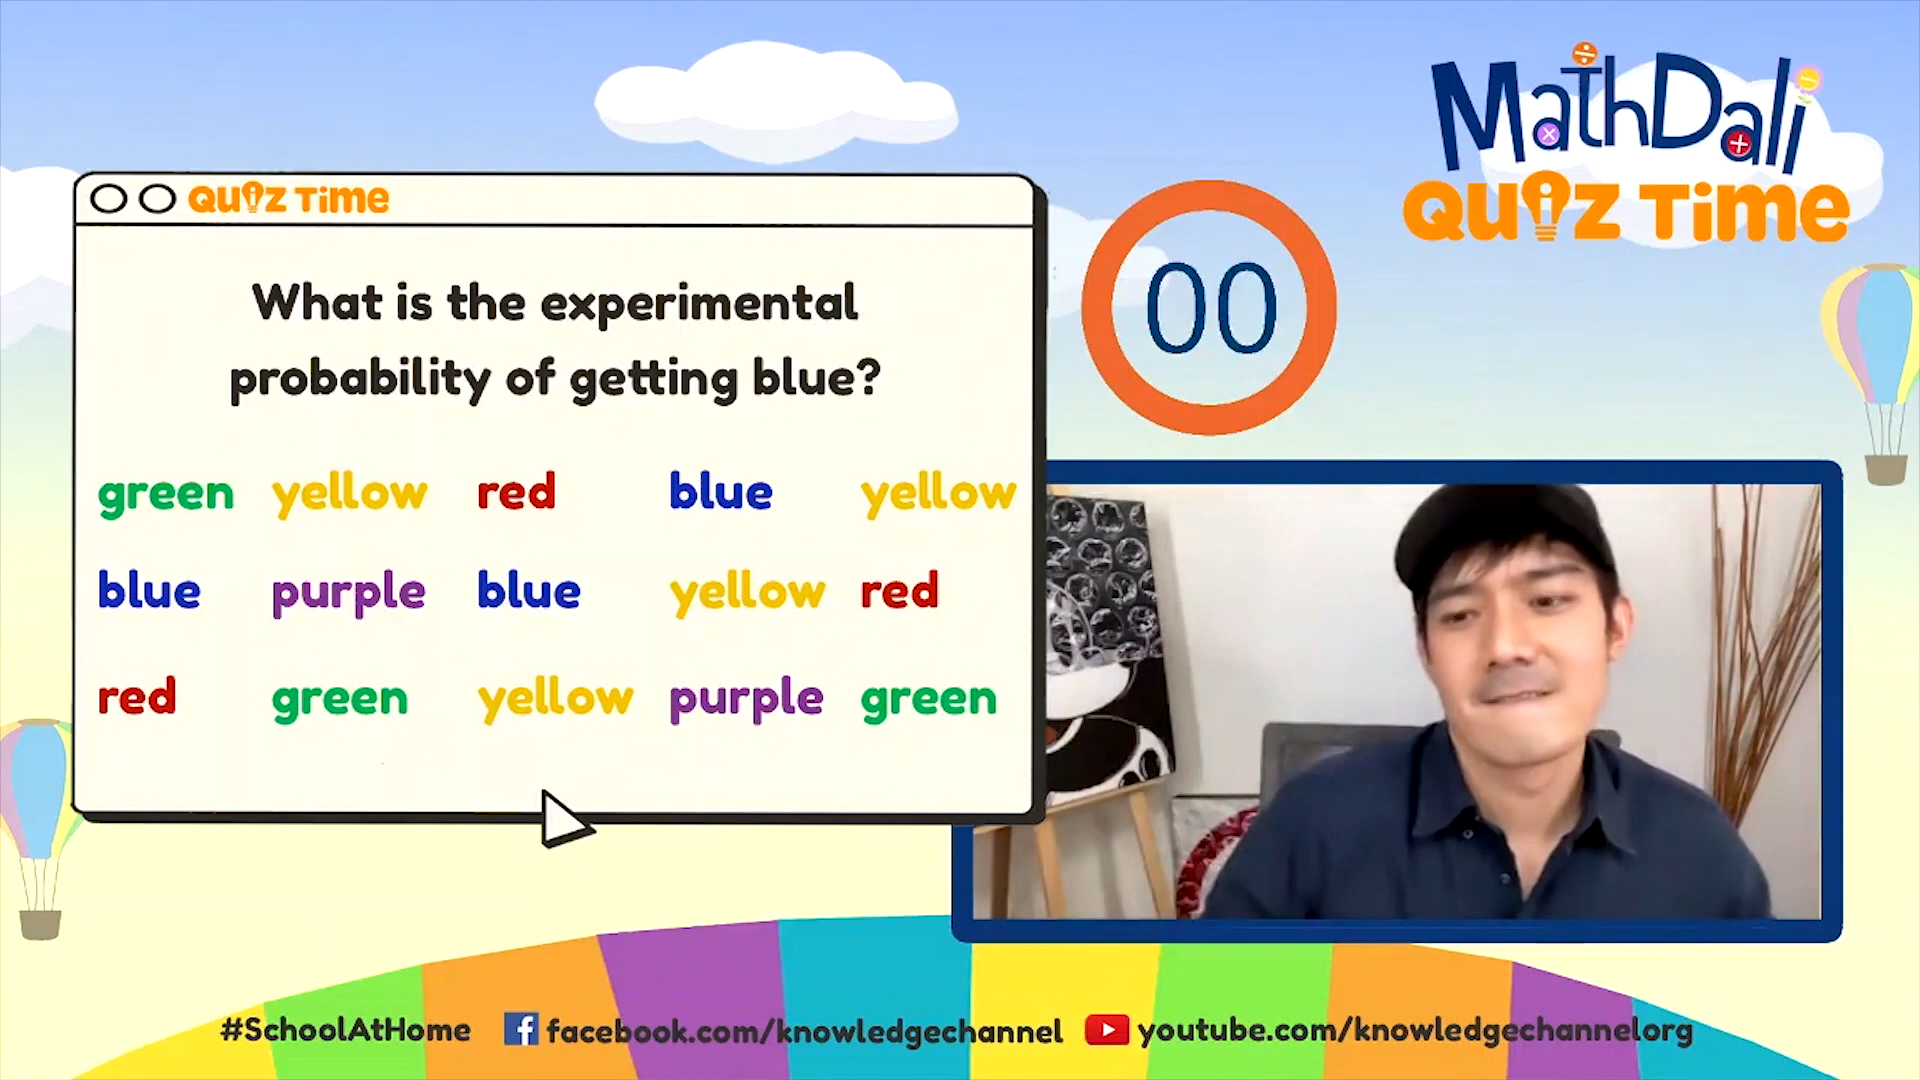 MathDali
QUIZ TIME
QUIZ TIME
00
What is the experimental
probability of getting blue?
green yellow red blue yellow
blue purple blue yellow red
red green yellow purple green
#SchoolAtHome facebook.com/knowledgechannel youtube.com/knowledgechannelorg